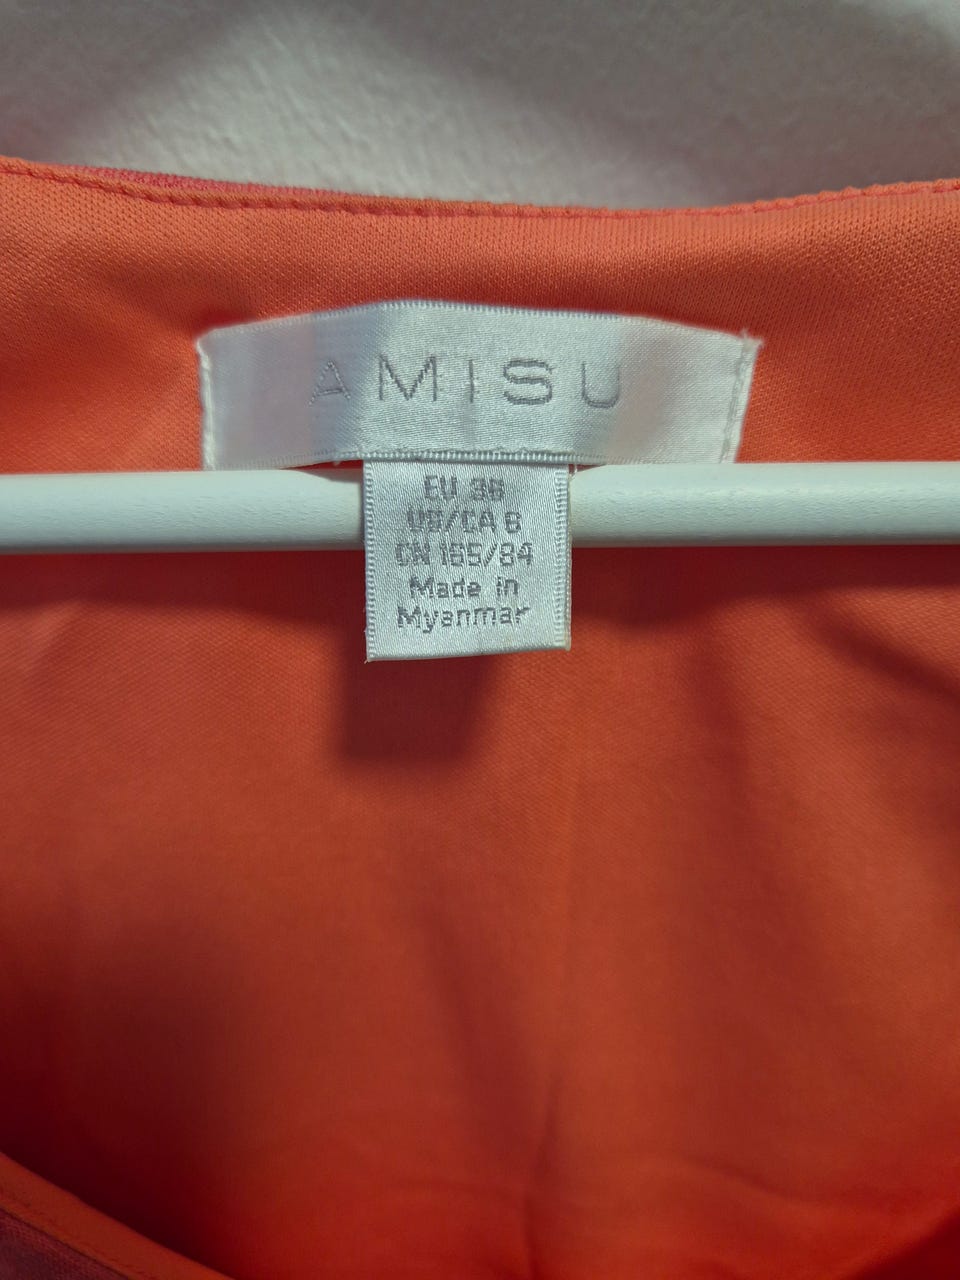 AMISU
EU 36
US/CA 6
CN 165/84
Made in
Myanmar